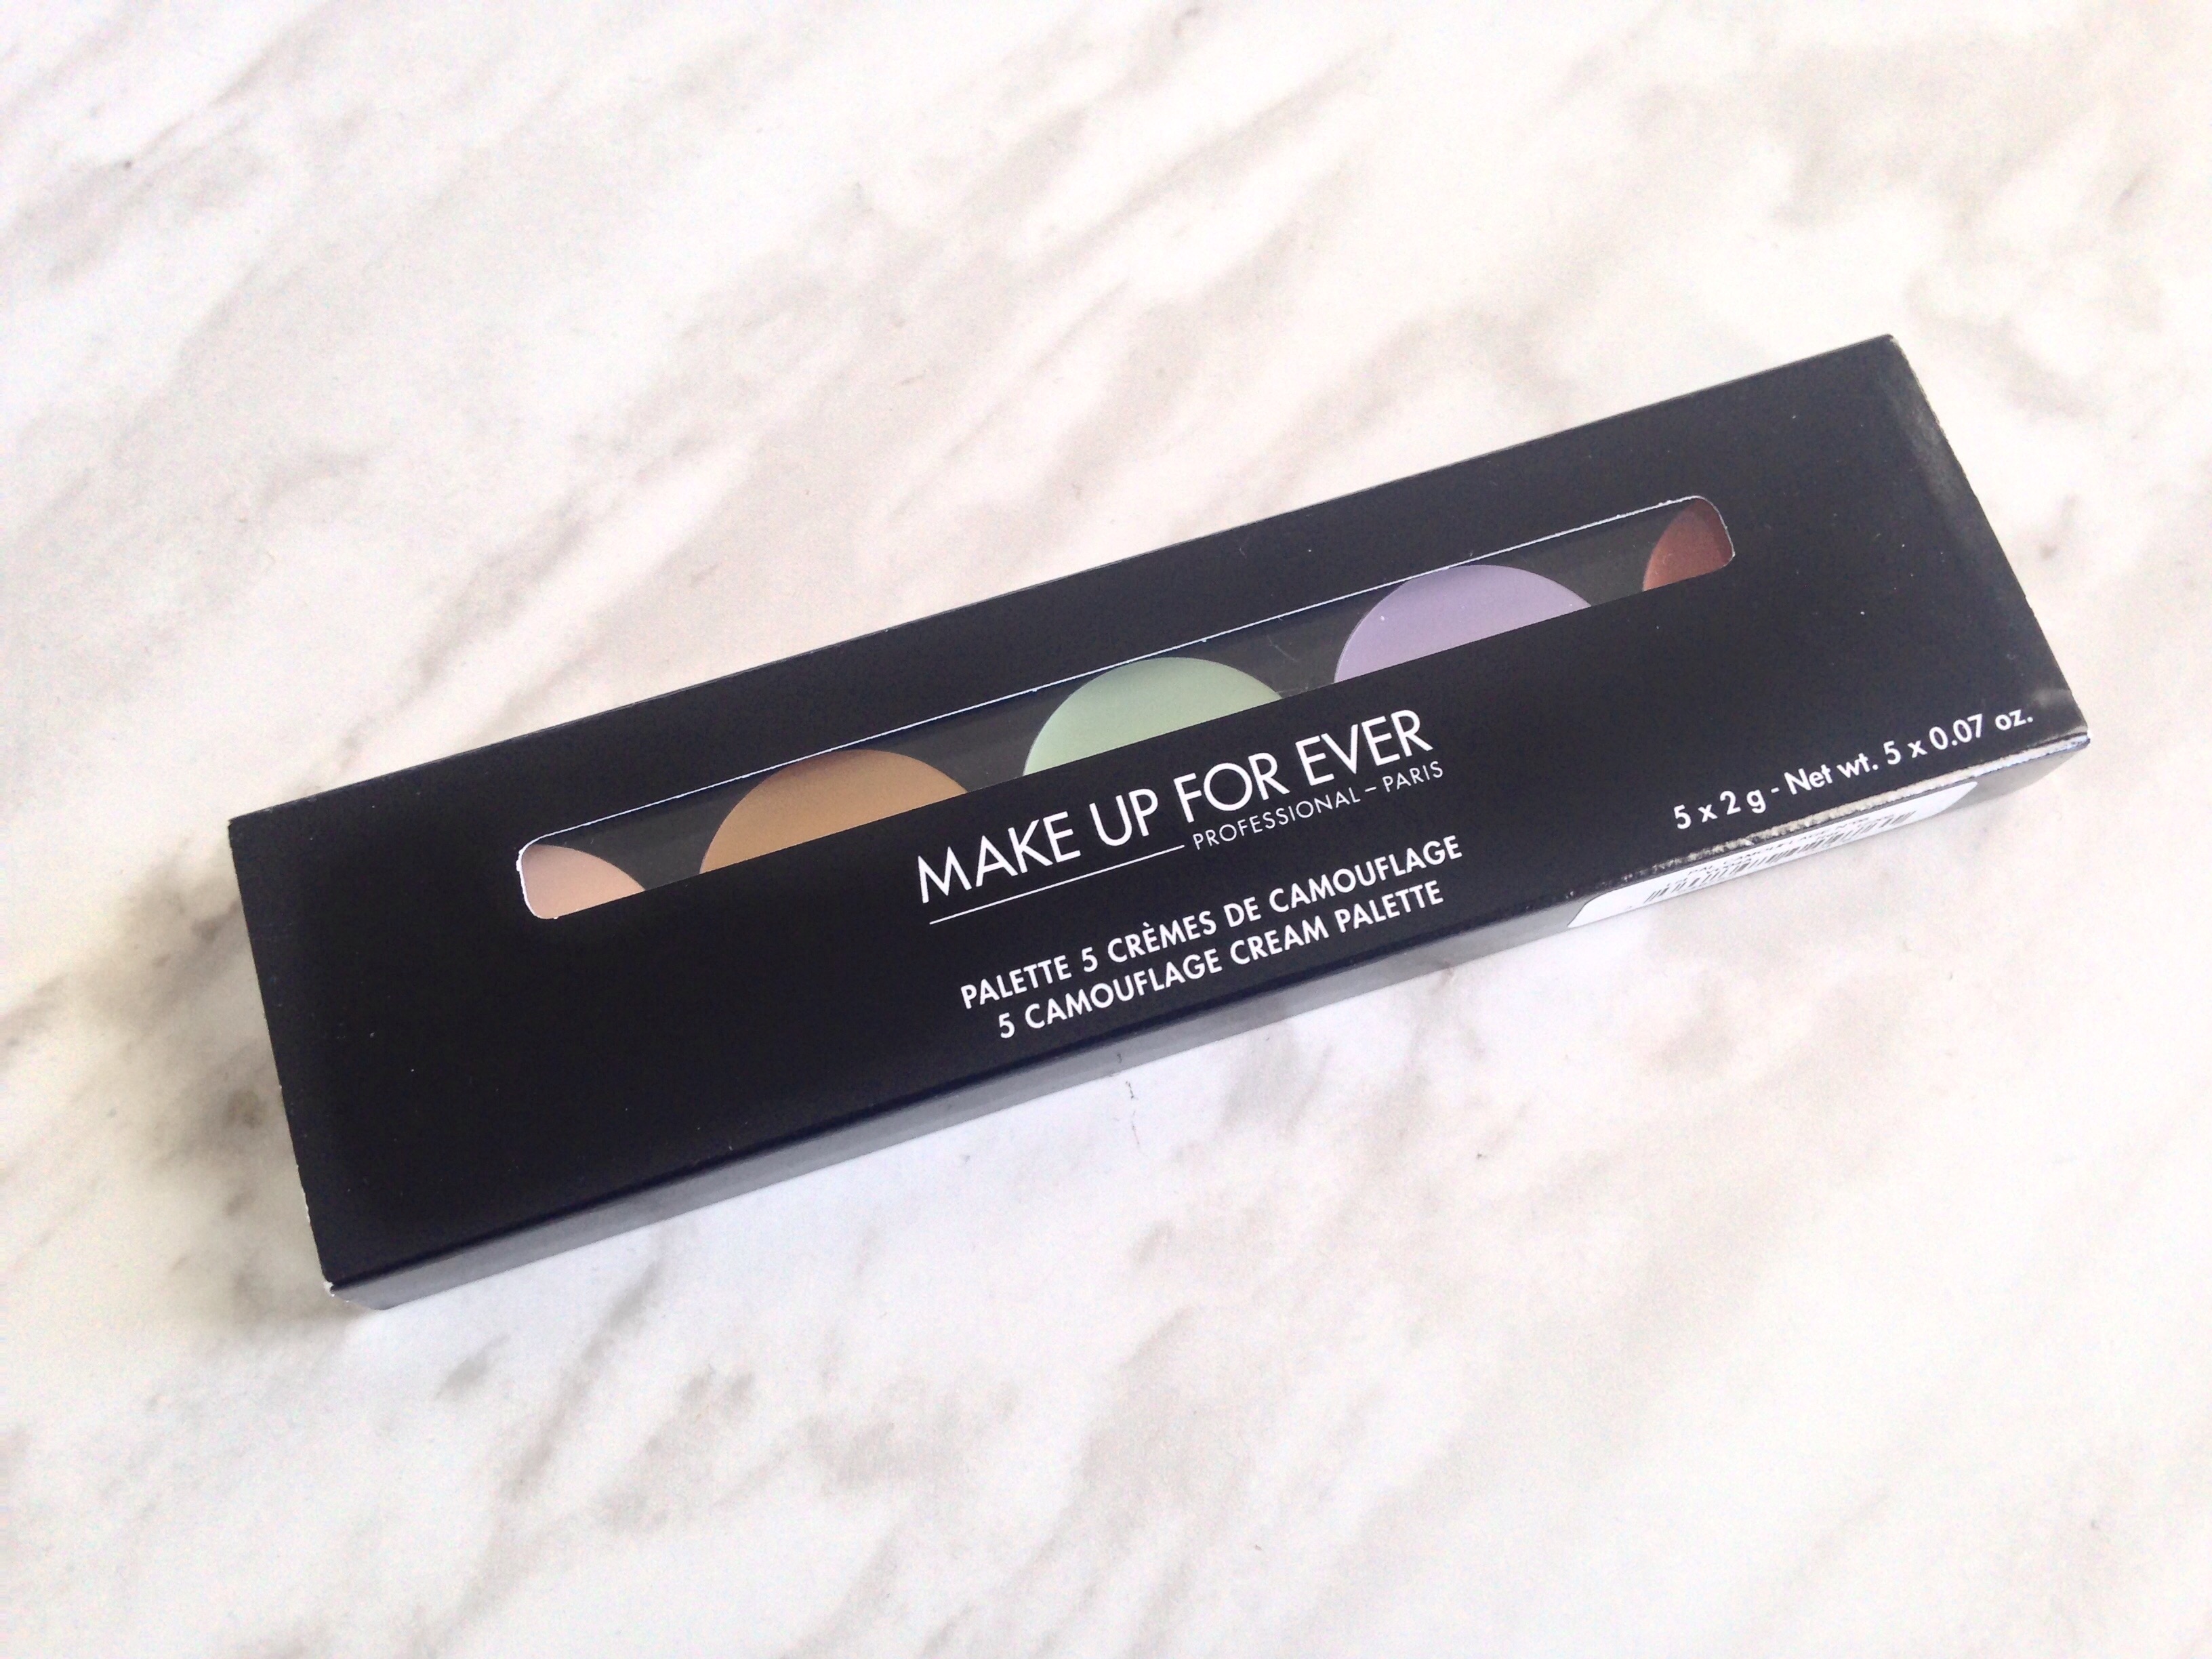 MAKE UP FOR EVER
PROFESSIONAL – PARIS
PALETTE 5 CRÈMES DE CAMOUFLAGE
5 CAMOUFLAGE CREAM PALETTE
5 x 2 g - Net wt. 5 x 0.07 oz.